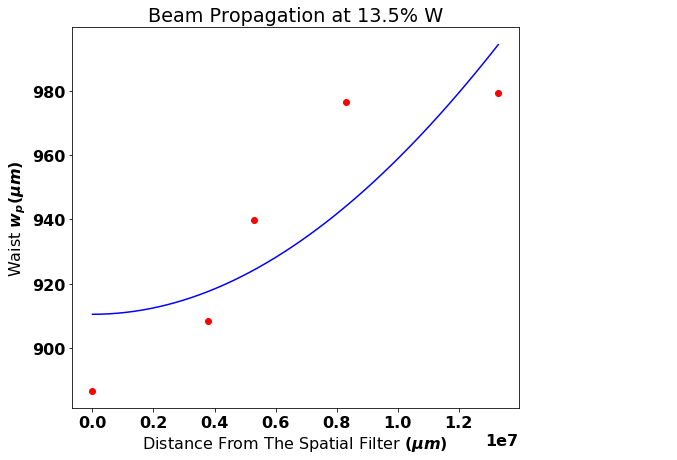 Beam Propagation at 13.5% W
Waist w_p(μm)
980
960
940
920
900
0.0 0.2 0.4 0.6 0.8 1.0 1.2
1e7
Distance From The Spatial Filter (μm)